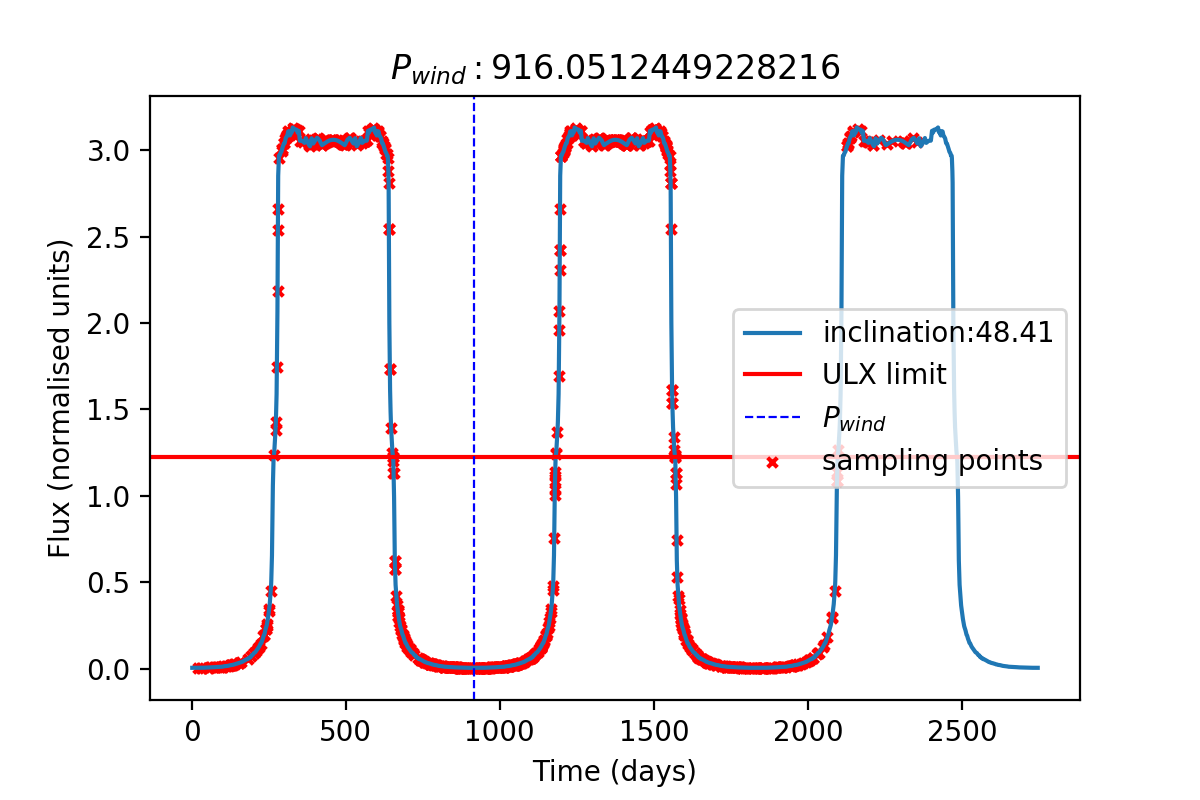 P_wind : 916.0512449228216
3.0
2.5
2.0
1.5
1.0
0.5
0.0
Flux (normalised units)
inclination:48.41
ULX limit
P_wind
sampling points
0 500 1000 1500 2000 2500
Time (days)